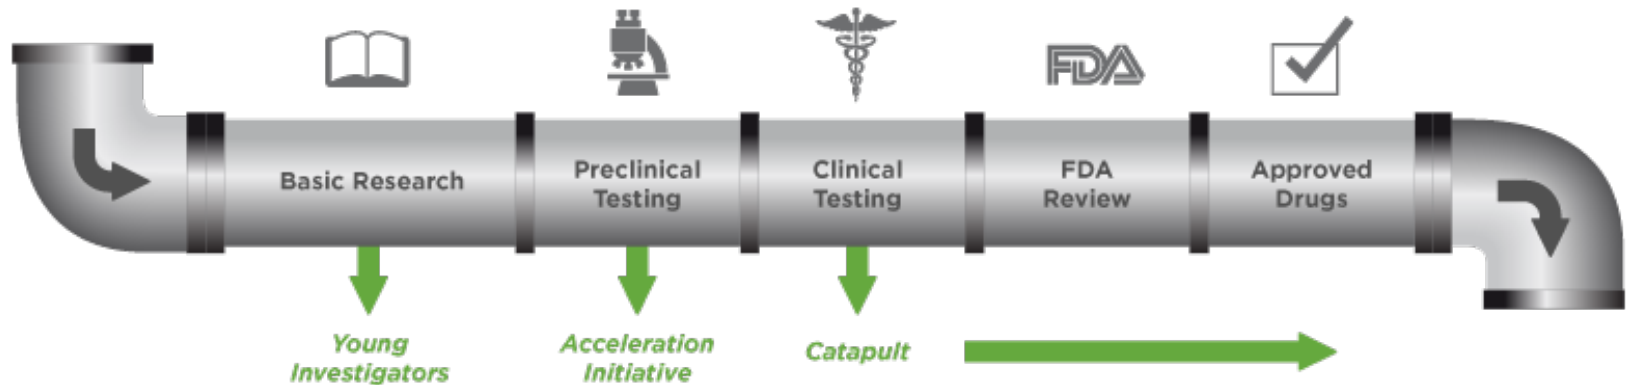 FDA
Basic Research
Preclinical
Testing
Clinical
Testing
FDA
Review
Approved
Drugs
Young
Investigators
Acceleration
Initiative
Catapult